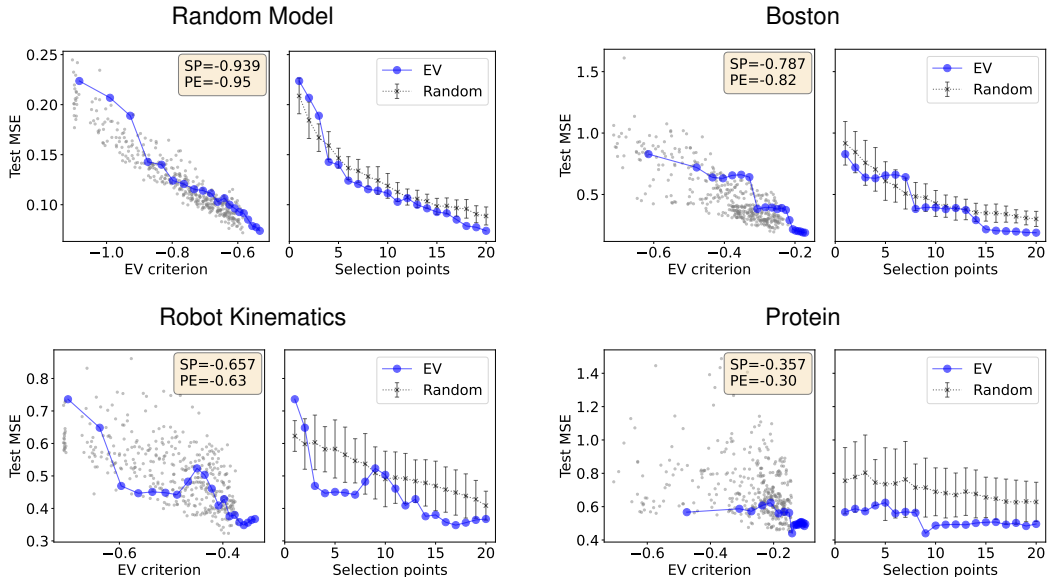 Random Model
0.25
0.20
0.15
0.10
Test MSE
SP=-0.939
PE=-0.95
−1.0
−0.8
−0.6
EV criterion
EV
Random
0
5
10
15
20
Selection points
Boston
1.5
1.0
0.5
Test MSE
SP=-0.787
PE=-0.82
−0.6
−0.4
−0.2
EV criterion
EV
Random
0
5
10
15
20
Selection points
Robot Kinematics
0.8
0.7
0.6
0.5
0.4
0.3
Test MSE
SP=-0.657
PE=-0.63
−0.6
−0.4
EV criterion
EV
Random
0
5
10
15
20
Selection points
Protein
1.4
1.2
1.0
0.8
0.6
0.4
Test MSE
SP=-0.357
PE=-0.30
−0.6
−0.4
−0.2
EV criterion
EV
Random
0
5
10
15
20
Selection points